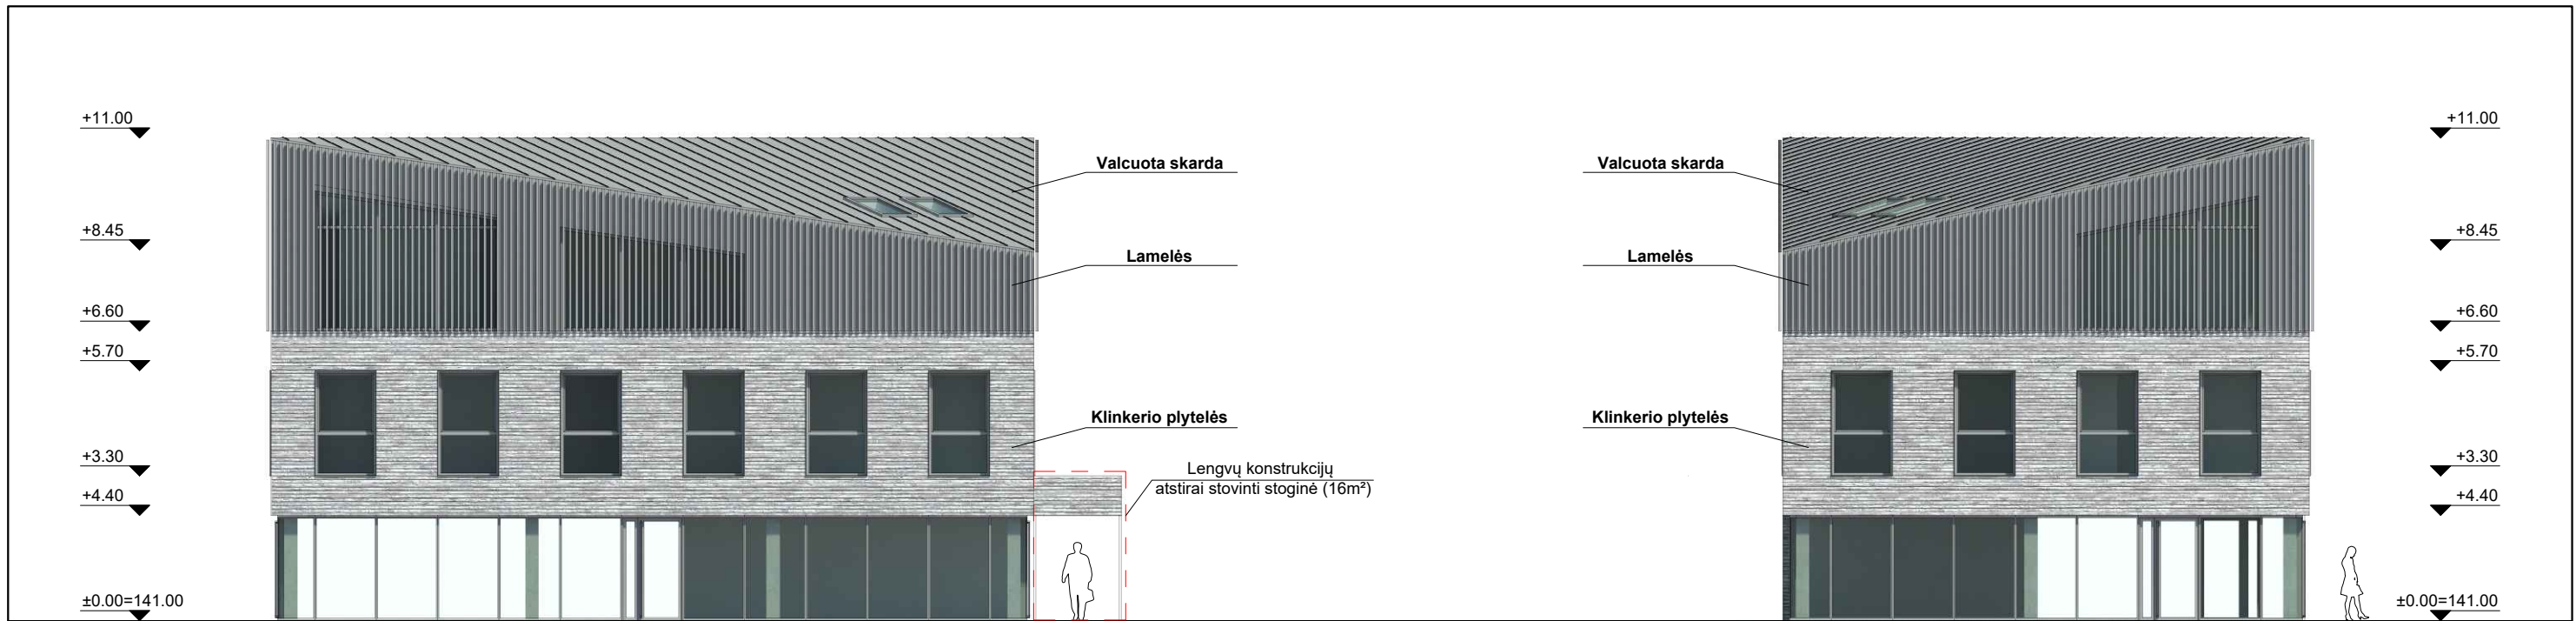 +11.00
+8.45
+6.60
+5.70
+3.30
+4.40
±0.00=141.00
Valcuota skarda
Lamelės
Klinkerio plytelės
Lengvų konstrukcijų
atstirai stovinti stoginė (16m²)
Valcuota skarda
Lamelės
Klinkerio plytelės
+11.00
+8.45
+6.60
+5.70
+3.30
+4.40
±0.00=141.00